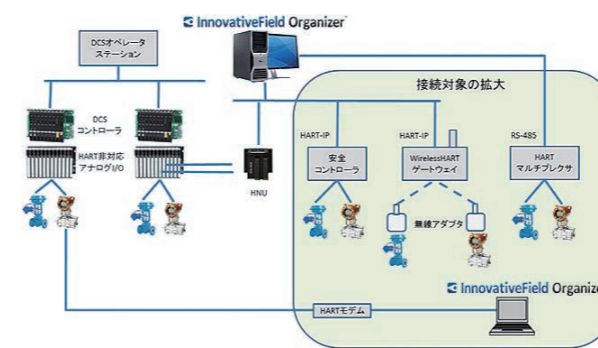 InnovativeField Organizer™
DCSオペレータ
ステーション
接続対象の拡大
DCS
コントローラ
HART非対応
アナログI/O
HNU
HART-IP
安全
コントローラ
HART-IP
WirelessHART
ゲートウェイ
RS-485
HART
マルチプレクサ
無線アダプタ
InnovativeField Organize
HARTモデム